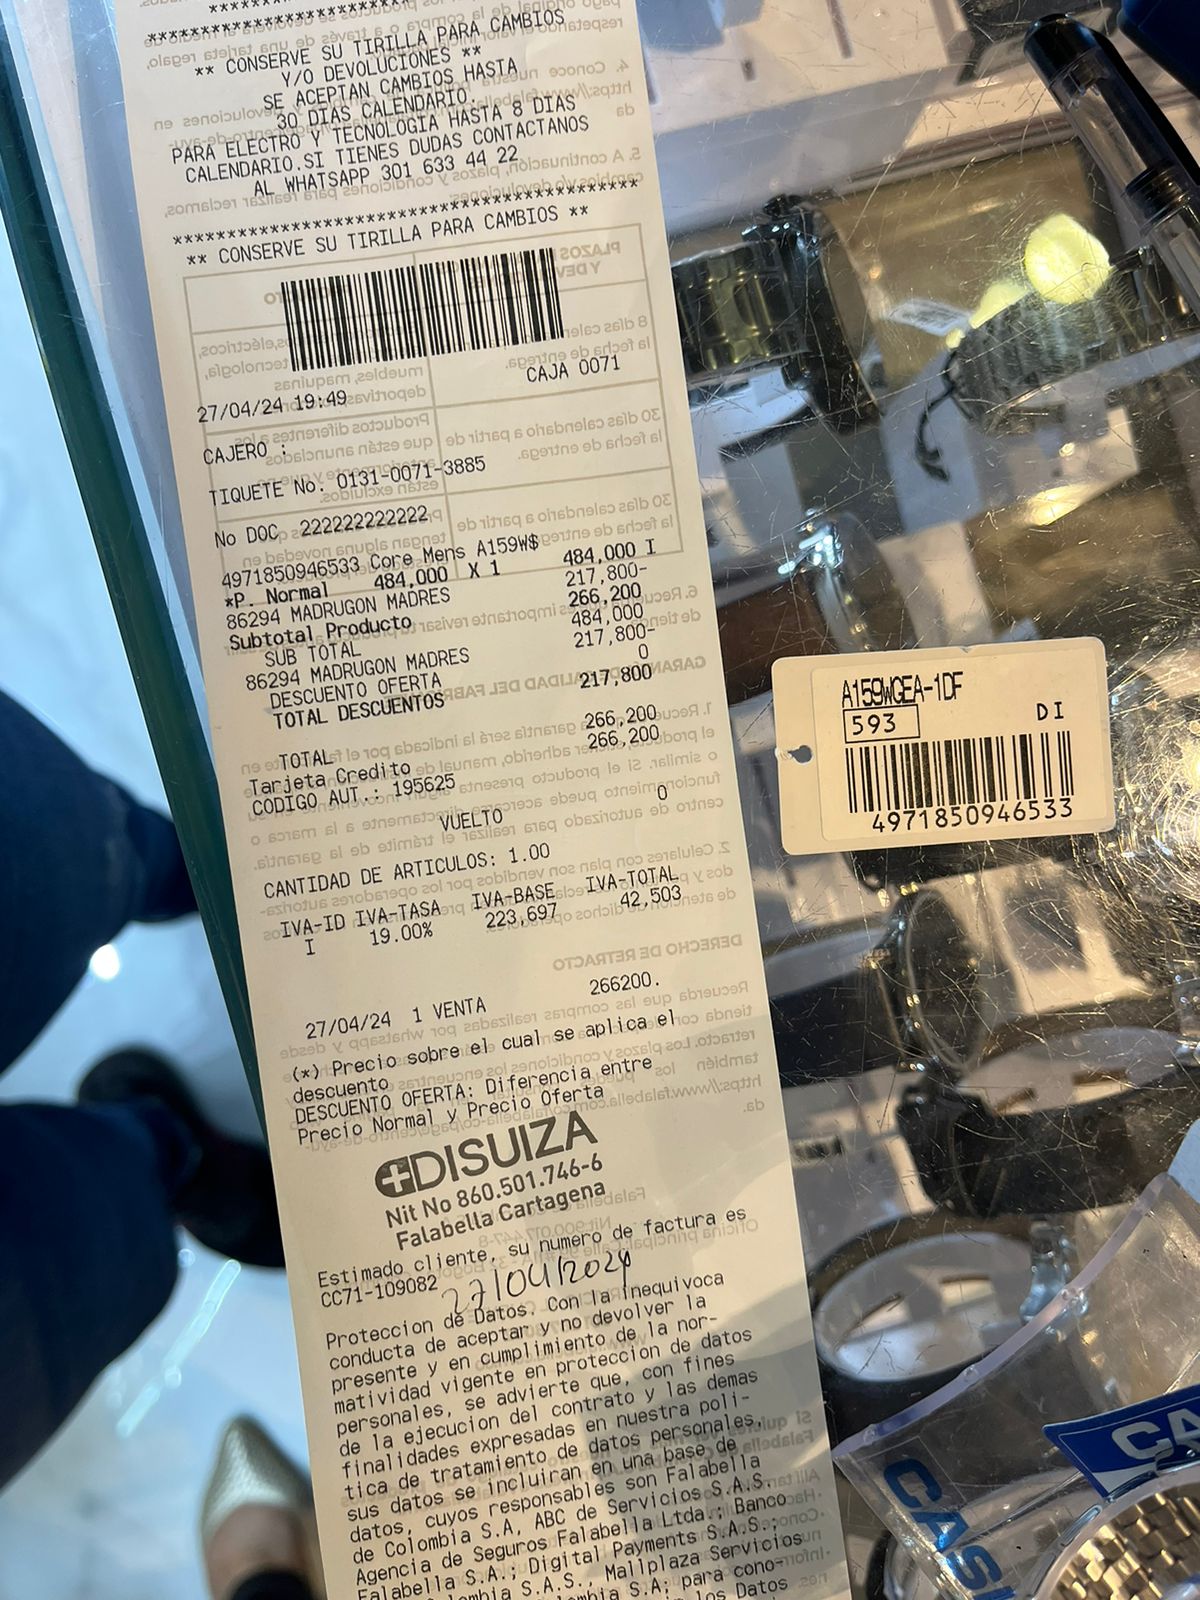 ** CONSERVE SU TIRILLA PARA CAMBIOS
Y/O DEVOLUCIONES **
SE ACEPTAN CAMBIOS HASTA
30 DIAS CALENDARIO.
PARA ELECTRO Y TECNOLOGIA HASTA 8 DIAS
CALENDARIO.SI TIENES DUDAS CONTACTANOS
AL WHATSAPP 301 633 44 22
****************************************
** CONSERVE SU TIRILLA PARA CAMBIOS **
CAJA 0071
27/04/24 19:49
CAJERO :
TIQUETE No. 0131-0071-3885
No DOC 222222222222
4971850946533 Core Mens A159W$ 484,000 I
*P. Normal 484,000 X 1
86294 MADRUGON MADRES 217,800-
Subtotal Producto 266,200
SUB TOTAL 484,000
86294 MADRUGON MADRES 217,800-
DESCUENTO OFERTA 0
TOTAL DESCUENTOS 217,800
TOTAL 266,200
Tarjeta Credito 266,200
CODIGO AUT.: 195625
VUELTO 0
CANTIDAD DE ARTICULOS: 1.00
IVA-ID IVA-TASA IVA-BASE IVA-TOTAL
I 19.00% 223,697 42,503
27/04/24 1 VENTA 266200.
(*) Precio sobre el cual se aplica el
descuento
DESCUENTO OFERTA: Diferencia entre
Precio Normal y Precio Oferta
DISUIZA
Nit No 860.501.746-6
Falabella Cartagena
Estimado cliente, su numero de factura es
CC71-109082
27/04/2024
Proteccion de Datos. Con la inequivoca
conducta de aceptar y no devolver la
presente y en cumplimiento de la nor-
matividad vigente en proteccion de datos
personales, se advierte que, con fines
de la ejecucion del contrato y las demas
finalidades expresadas en nuestra poli-
tica de tratamiento de datos personales,
sus datos se incluiran en una base de
datos, cuyos responsables son Falabella
de Colombia S.A, ABC de Servicios S.A.S.
Agencia de Seguros Falabella Ltda.; Banco
Falabella S.A.; Digital Payments S.A.S.;
S.A.S., Mallplaza Servicios
S.A; para cono-
los Datos
A159WGEA-1DF
593 DI
4971850946533
CASI
CA